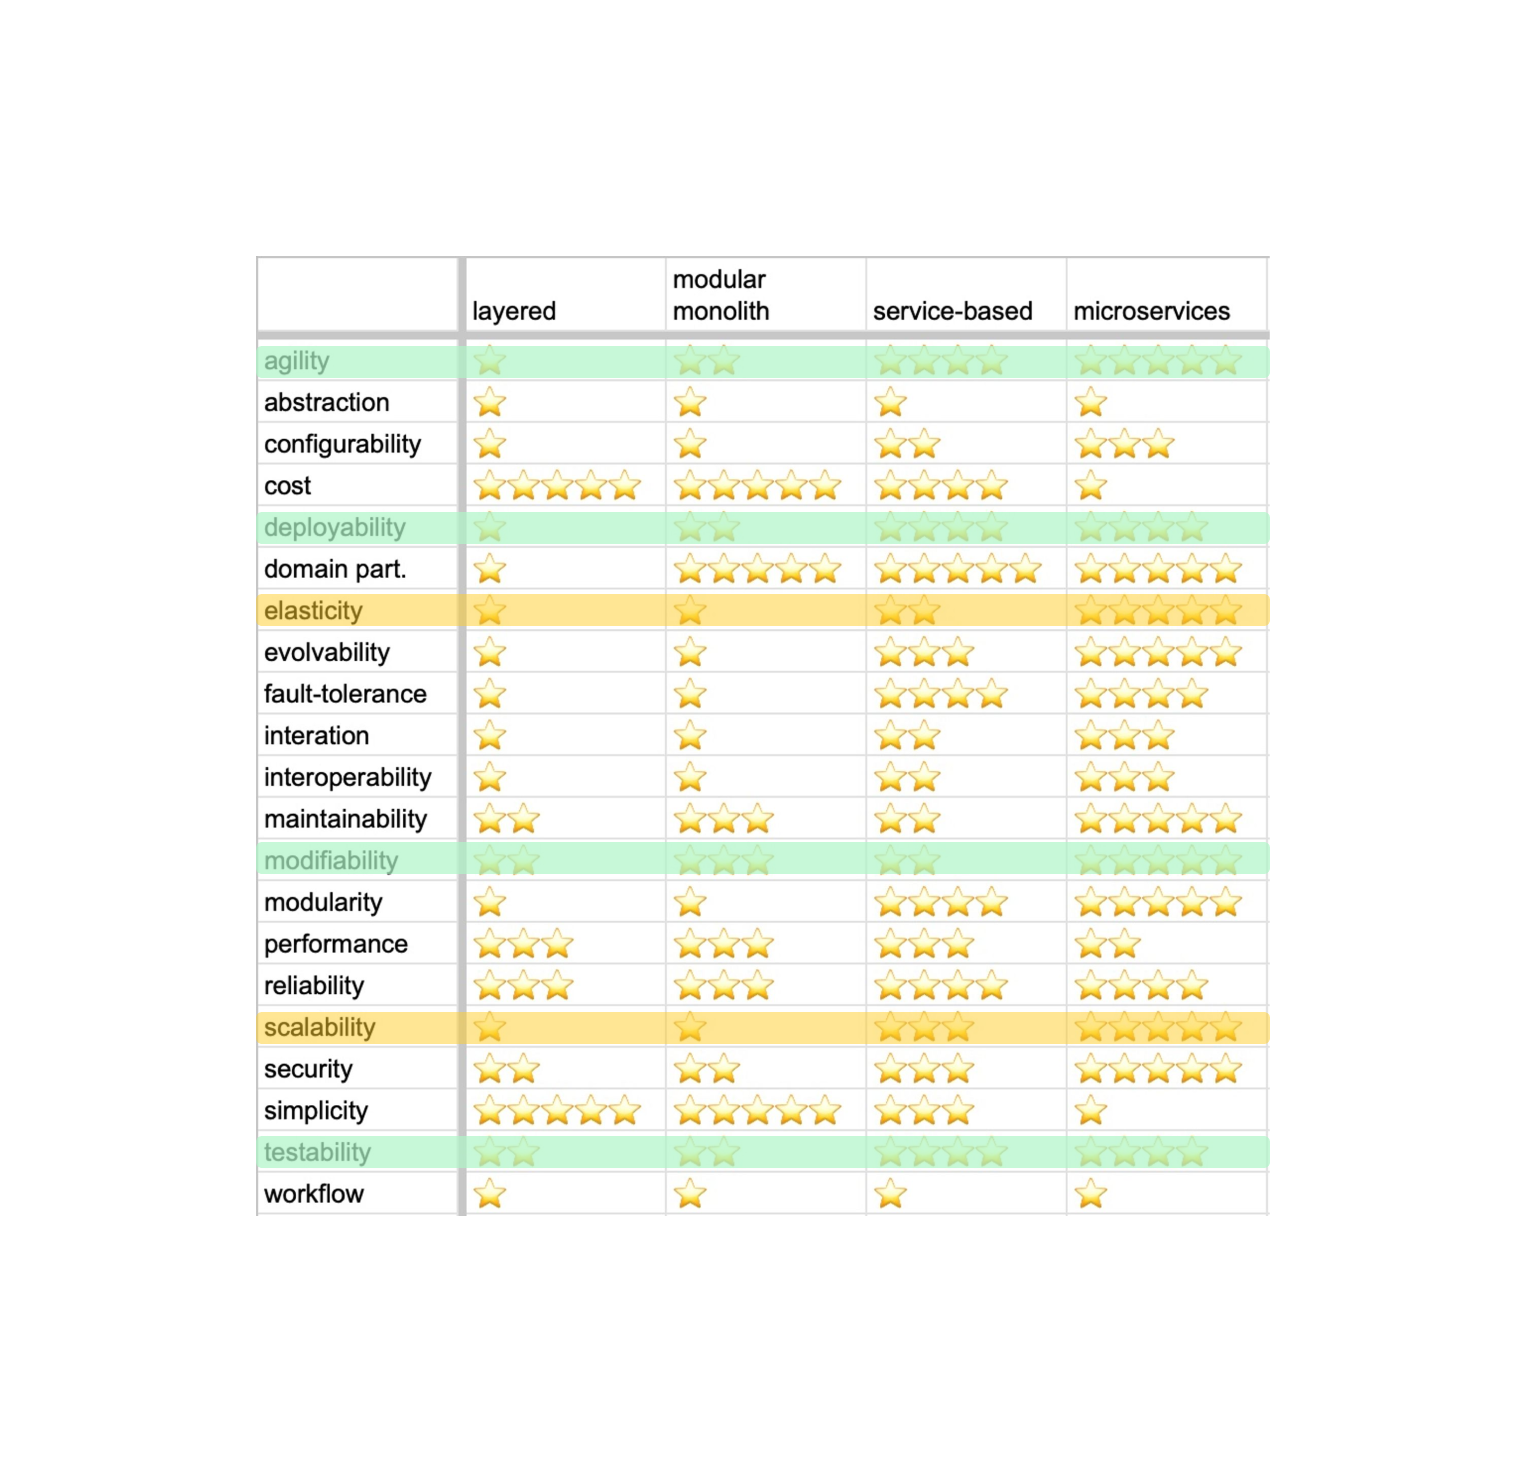 modular
layered monolith service-based microservices
agility
abstraction
configurability
cost
deployability
domain part.
elasticity
evolvability
fault-tolerance
interation
interoperability
maintainability
modifiability
modularity
performance
reliability
scalability
security
simplicity
testability
workflow